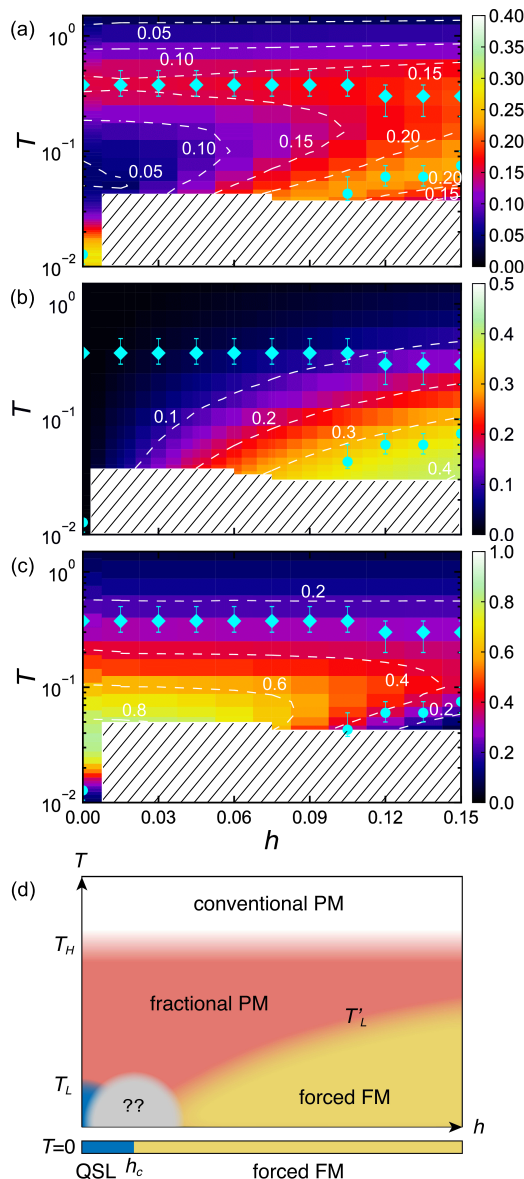 (a)
T
10⁰
10⁻¹
10⁻²
0.05
0.10
0.15
0.15
0.20
0.10
0.05
0.20
0.15
0.40
0.35
0.30
0.25
0.20
0.15
0.10
0.05
0.00
(b)
T
10⁰
10⁻¹
10⁻²
0.1
0.2
0.3
0.4
0.5
0.4
0.3
0.2
0.1
0.0
(c)
T
10⁰
10⁻¹
10⁻²
0.2
0.4
0.6
0.8
0.2
1.0
0.8
0.6
0.4
0.2
0.0
0.00 0.03 0.06 0.09 0.12 0.15
h
(d)
T
conventional PM
T_H
fractional PM
T'_L
T_L
??
forced FM
h
T=0
QSL h_c forced FM